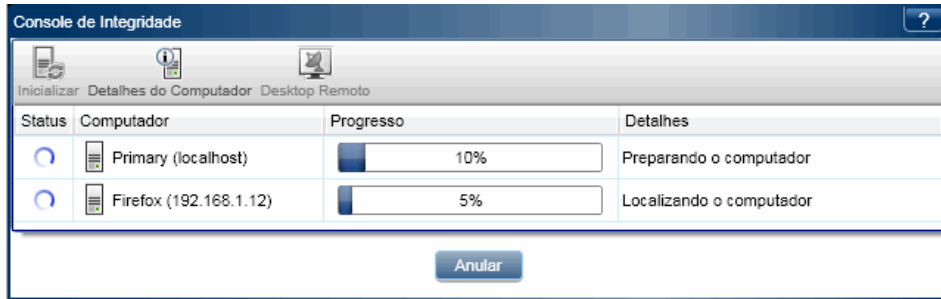 Console de Integridade
?
Inicializar Detalhes do Computador Desktop Remoto
Status Computador Progresso Detalhes
Primary (localhost) 10% Preparando o computador
Firefox (192.168.1.12) 5% Localizando o computador
Anular